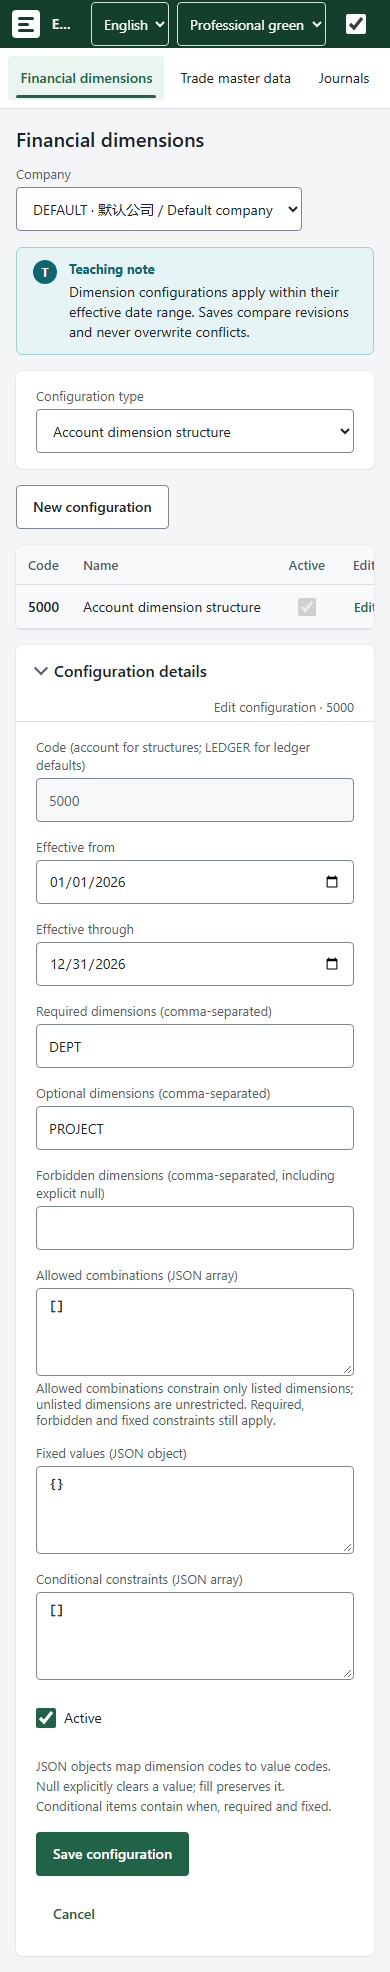 E...
English
Professional green
Financial dimensions
Trade master data
Journals
Financial dimensions
Company
DEFAULT · 默认公司 / Default company
T
Teaching note
Dimension configurations apply within their
effective date range. Saves compare revisions
and never overwrite conflicts.
Configuration type
Account dimension structure
New configuration
Code Name Active Edit
5000 Account dimension structure Edit
Configuration details
Edit configuration · 5000
Code (account for structures; LEDGER for ledger
defaults)
5000
Effective from
01/01/2026
Effective through
12/31/2026
Required dimensions (comma-separated)
DEPT
Optional dimensions (comma-separated)
PROJECT
Forbidden dimensions (comma-separated, including
explicit null)
Allowed combinations (JSON array)
[]
Allowed combinations constrain only listed dimensions;
unlisted dimensions are unrestricted. Required,
forbidden and fixed constraints still apply.
Fixed values (JSON object)
{}
Conditional constraints (JSON array)
[]
Active
JSON objects map dimension codes to value codes.
Null explicitly clears a value; fill preserves it.
Conditional items contain when, required and fixed.
Save configuration
Cancel